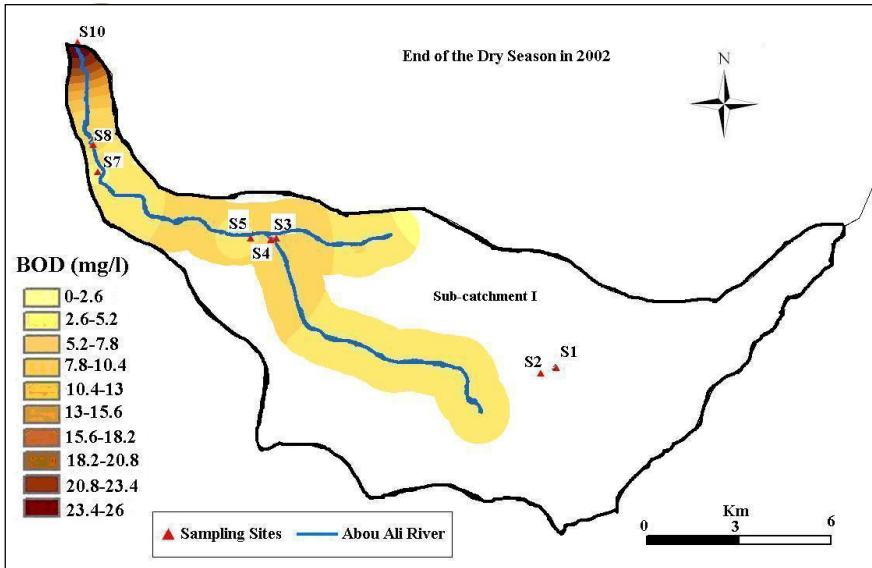 S10
End of the Dry Season in 2002
N
S8
S7
S5 S3
S4
BOD (mg/l)
0-2.6
2.6-5.2
5.2-7.8
7.8-10.4
10.4-13
13-15.6
15.6-18.2
18.2-20.8
20.8-23.4
23.4-26
Sub-catchment I
S2 S1
Sampling Sites Abou Ali River
Km
0 3 6